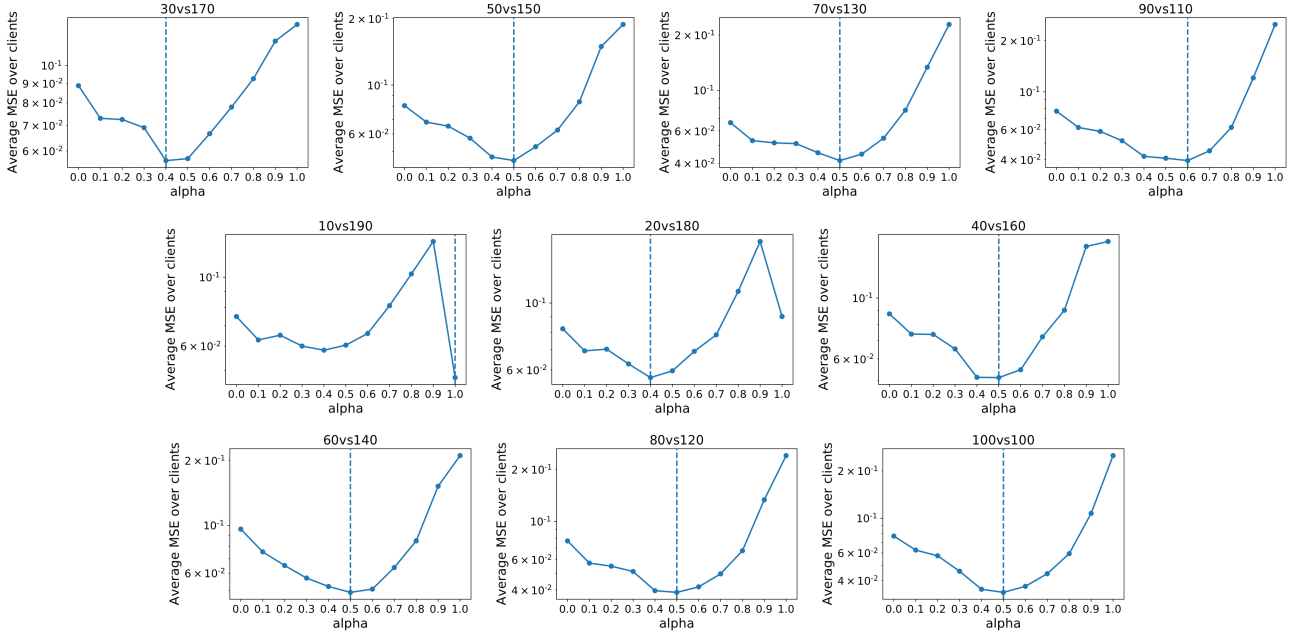 30vs170
Average MSE over clients
10⁻¹
9 × 10⁻²
8 × 10⁻²
7 × 10⁻²
6 × 10⁻²
0.0 0.1 0.2 0.3 0.4 0.5 0.6 0.7 0.8 0.9 1.0
alpha
50vs150
Average MSE over clients
2 × 10⁻¹
10⁻¹
6 × 10⁻²
0.0 0.1 0.2 0.3 0.4 0.5 0.6 0.7 0.8 0.9 1.0
alpha
70vs130
Average MSE over clients
2 × 10⁻¹
10⁻¹
6 × 10⁻²
4 × 10⁻²
0.0 0.1 0.2 0.3 0.4 0.5 0.6 0.7 0.8 0.9 1.0
alpha
90vs110
Average MSE over clients
2 × 10⁻¹
10⁻¹
6 × 10⁻²
4 × 10⁻²
0.0 0.1 0.2 0.3 0.4 0.5 0.6 0.7 0.8 0.9 1.0
alpha
10vs190
Average MSE over clients
10⁻¹
6 × 10⁻²
0.0 0.1 0.2 0.3 0.4 0.5 0.6 0.7 0.8 0.9 1.0
alpha
20vs180
Average MSE over clients
10⁻¹
6 × 10⁻²
0.0 0.1 0.2 0.3 0.4 0.5 0.6 0.7 0.8 0.9 1.0
alpha
40vs160
Average MSE over clients
10⁻¹
6 × 10⁻²
0.0 0.1 0.2 0.3 0.4 0.5 0.6 0.7 0.8 0.9 1.0
alpha
60vs140
Average MSE over clients
2 × 10⁻¹
10⁻¹
6 × 10⁻²
0.0 0.1 0.2 0.3 0.4 0.5 0.6 0.7 0.8 0.9 1.0
alpha
80vs120
Average MSE over clients
2 × 10⁻¹
10⁻¹
6 × 10⁻²
4 × 10⁻²
0.0 0.1 0.2 0.3 0.4 0.5 0.6 0.7 0.8 0.9 1.0
alpha
100vs100
Average MSE over clients
2 × 10⁻¹
10⁻¹
6 × 10⁻²
4 × 10⁻²
0.0 0.1 0.2 0.3 0.4 0.5 0.6 0.7 0.8 0.9 1.0
alpha